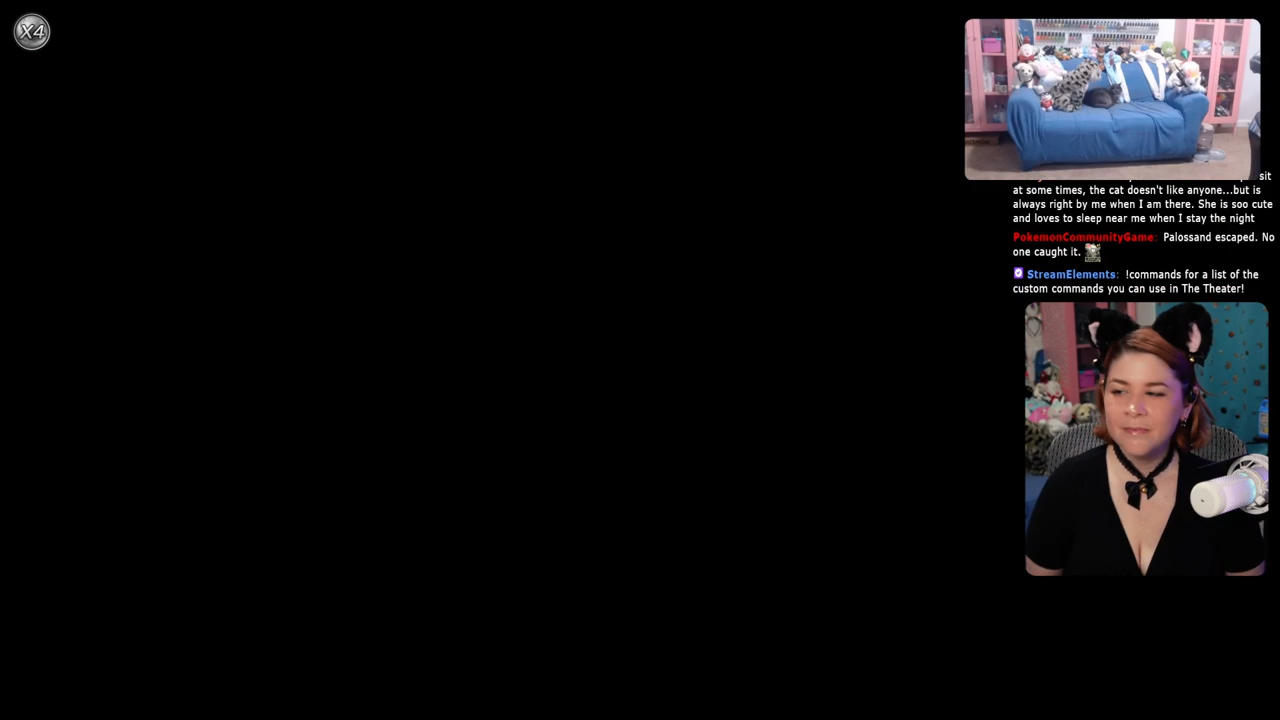 X4
sit
at some times, the cat doesn't like anyone...but is
always right by me when I am there. She is soo cute
and loves to sleep near me when I stay the night
PokemonCommunityGame: Palossand escaped. No
one caught it.
StreamElements: !commands for a list of the
custom commands you can use in The Theater!